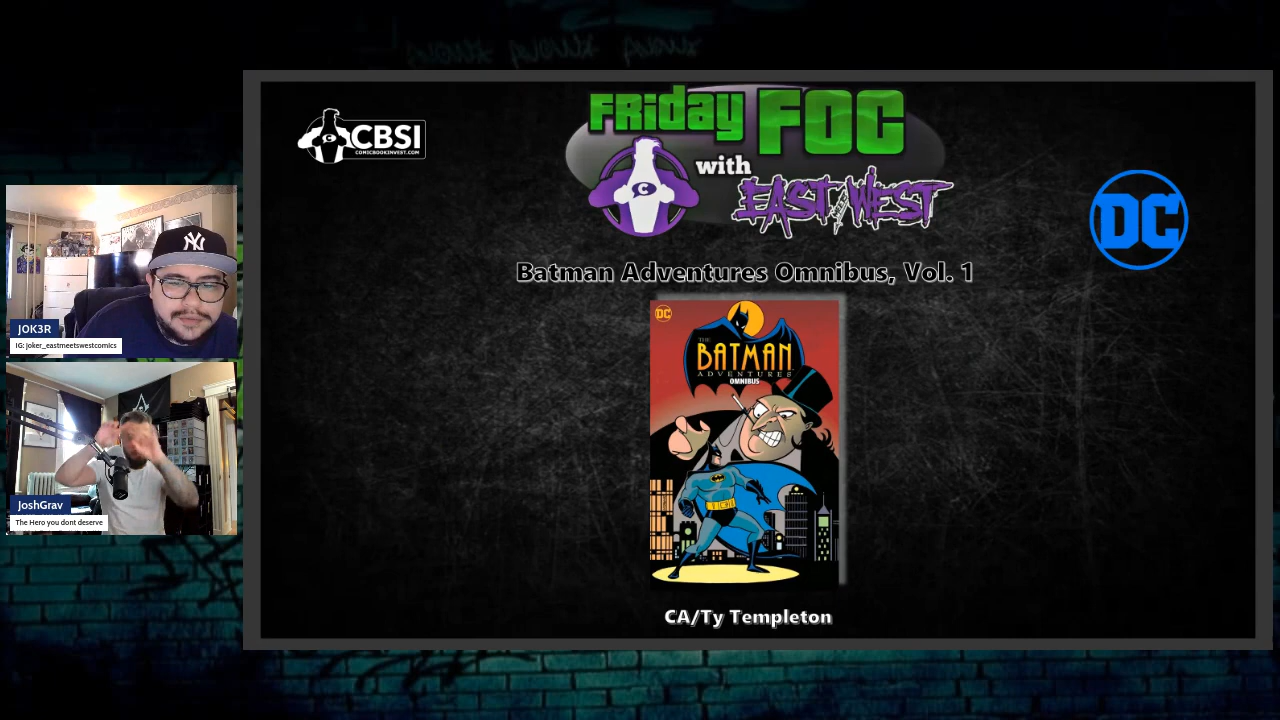 CBSI
COMICBOOKINVEST.COM
FRiday FOC
with
C
EAST WEST
DC
Batman Adventures Omnibus, Vol. 1
DC
THE
BATMAN
ADVENTURES
OMNIBUS
CA/Ty Templeton
NY
JOK3R
IG: joker_eastmeetswestcomics
JoshGrav
The Hero you dont deserve